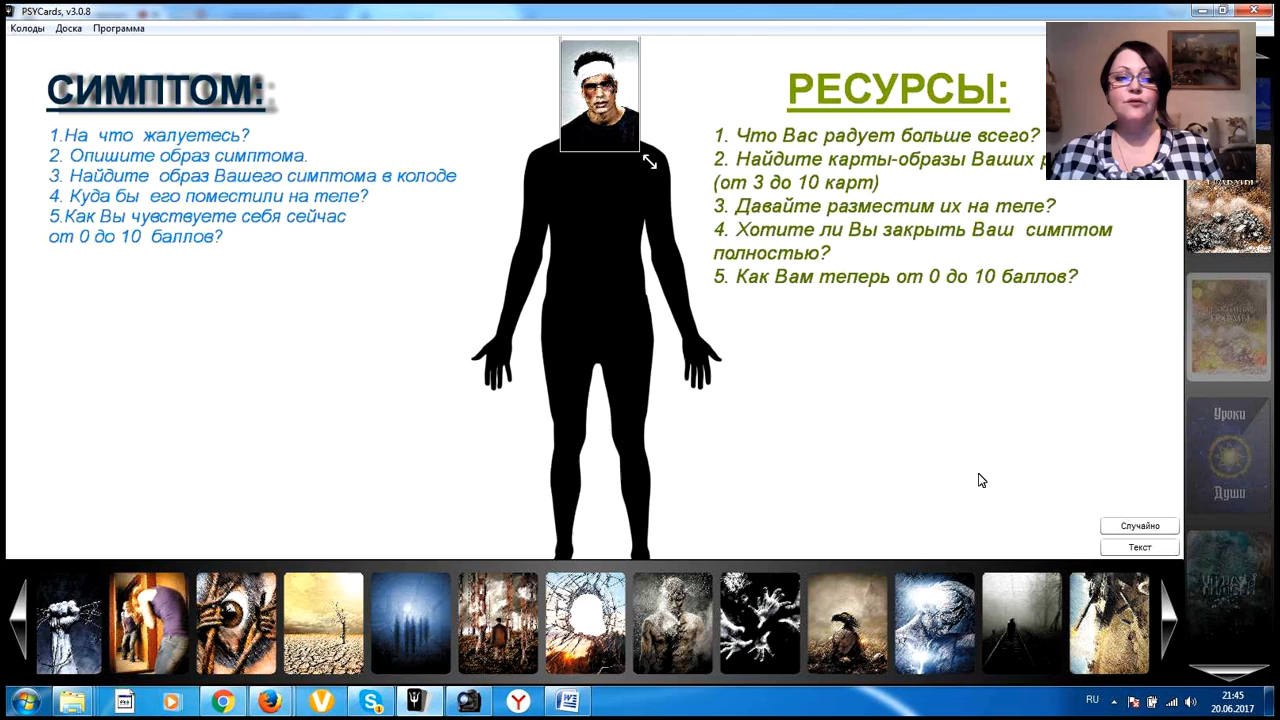 PSYCards, v3.0.8
Колоды Доска Программа
СИМПТОМ:
1.На что жалуетесь?
2. Опишите образ симптома.
3. Найдите образ Вашего симптома в колоде
4. Куда бы его поместили на теле?
5.Как Вы чувствуете себя сейчас
от 0 до 10 баллов?
РЕСУРСЫ:
1. Что Вас радует больше всего?
2. Найдите карты-образы Ваших
(от 3 до 10 карт)
3. Давайте разместим их на теле?
4. Хотите ли Вы закрыть Ваш симптом
полностью?
5. Как Вам теперь от 0 до 10 баллов?
Уроки
Души
Случайно
Текст
RU
21:45
20.06.2017